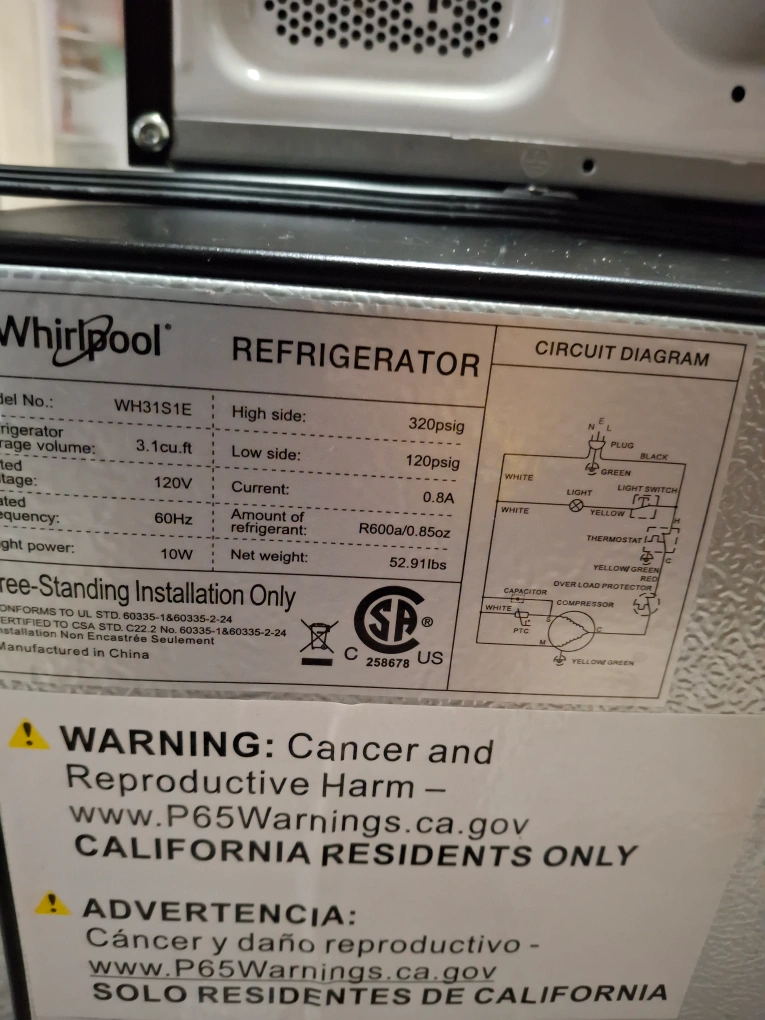 Whirlpool
REFRIGERATOR
del No.: WH31S1E
rigerator
rage volume: 3.1cu.ft
ted
tage: 120V
ated
equency: 60Hz
ght power: 10W
High side: 320psig
Low side: 120psig
Current: 0.8A
Amount of
refrigerant: R600a/0.85oz
Net weight: 52.91lbs
ree-Standing Installation Only
ONFORMS TO UL STD. 60335-1&60335-2-24
ERTIFIED TO CSA STD. C22.2 No. 60335-1&60335-2-24
nstallation Non Encastrée Seulement
Manufactured in China
SA®
C US
258678
CIRCUIT DIAGRAM
N E L
PLUG
BLACK
GREEN
WHITE
LIGHT
LIGHT SWITCH
WHITE
YELLOW
H
THERMOSTAT
C
YELLOW/GREEN
RED
OVER LOAD PROTECTOR
CAPACITOR
COMPRESSOR
WHITE
PTC
S
M
C
YELLOW/GREEN
WARNING: Cancer and
Reproductive Harm –
www.P65Warnings.ca.gov
CALIFORNIA RESIDENTS ONLY
ADVERTENCIA:
Cáncer y daño reproductivo -
www.P65Warnings.ca.gov
SOLO RESIDENTES DE CALIFORNIA